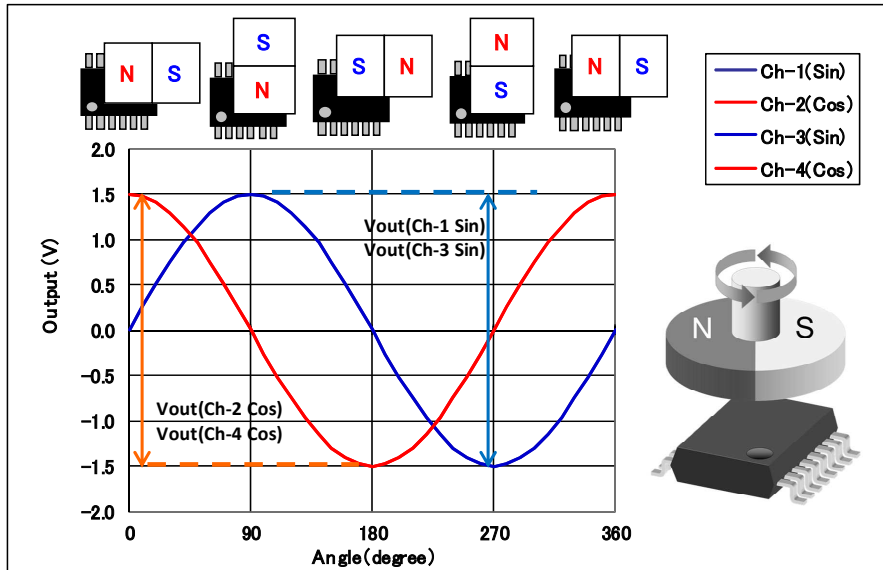 S
N
N S
S N
S
N
N S
Ch-1(Sin)
Ch-2(Cos)
Ch-3(Sin)
Ch-4(Cos)
2.0
1.5
1.0
0.5
0.0
-0.5
-1.0
-1.5
-2.0
Output (V)
Vout(Ch-1 Sin)
Vout(Ch-3 Sin)
Vout(Ch-2 Cos)
Vout(Ch-4 Cos)
0 90 180 270 360
Angle(degree)
N S